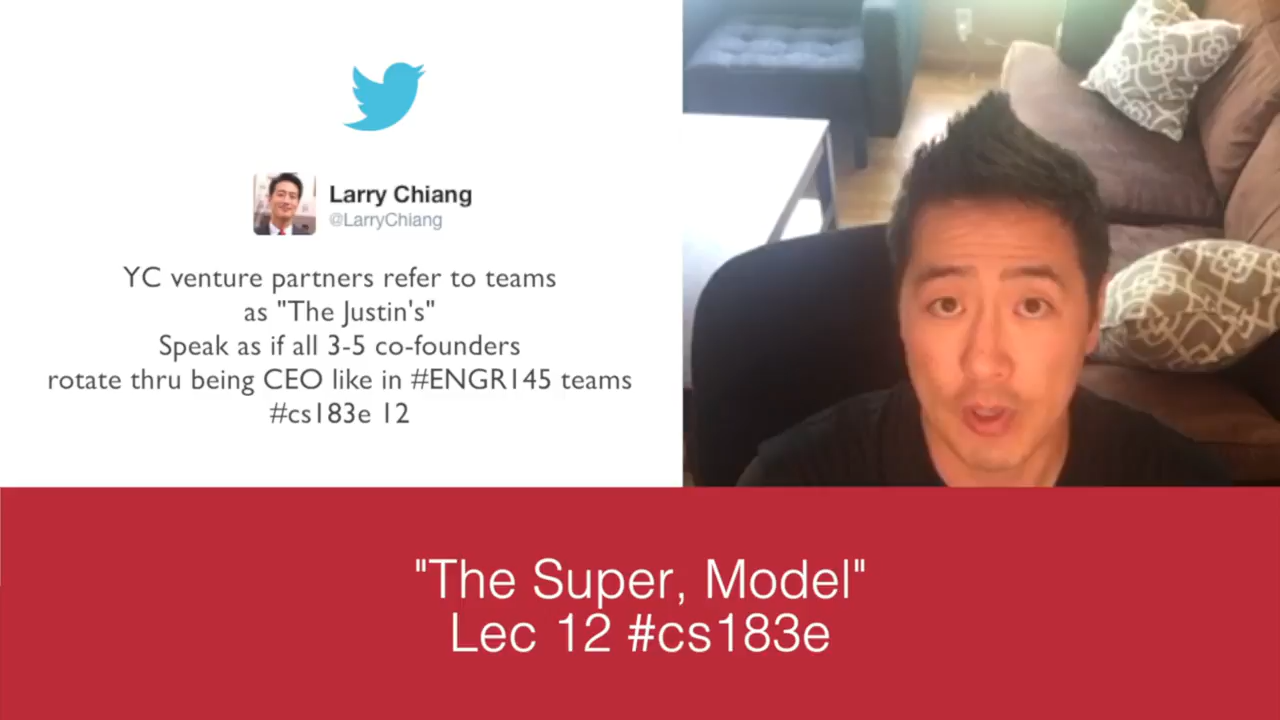 Larry Chiang
@LarryChiang
YC venture partners refer to teams
as "The Justin's"
Speak as if all 3-5 co-founders
rotate thru being CEO like in #ENGR145 teams
#cs183e 12
"The Super, Model"
Lec 12 #cs183e